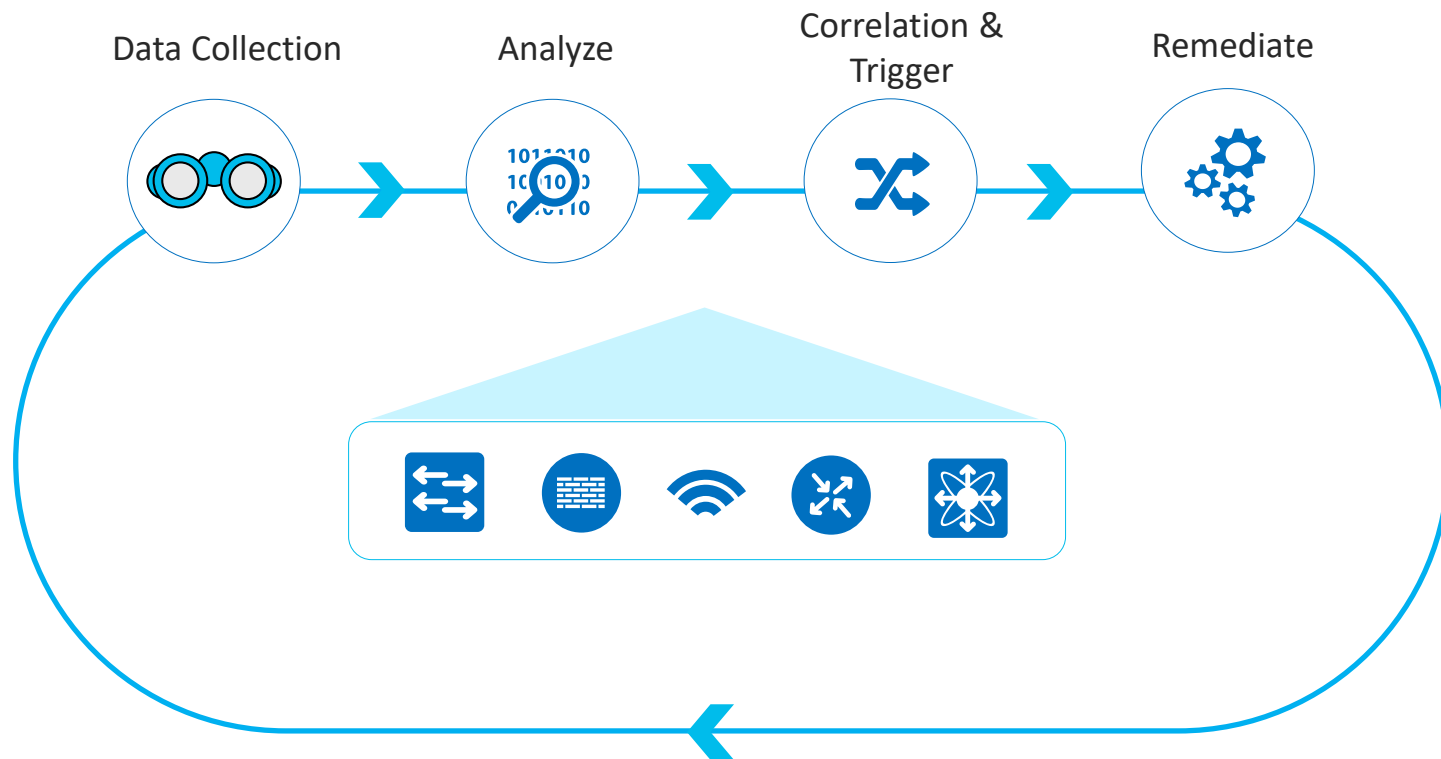 Data Collection
Analyze
Correlation &
Trigger
Remediate